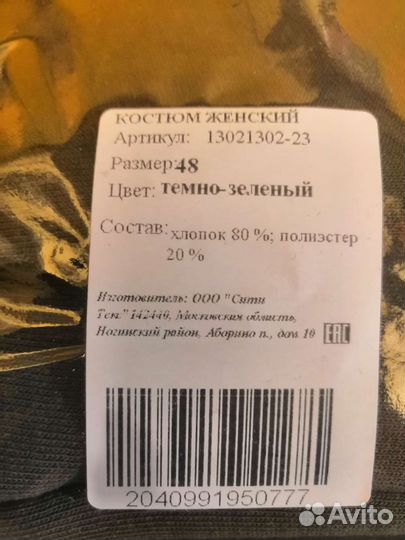 КОСТЮМ ЖЕНСКИЙ
Артикул: 13021302-23
Размер:48
Цвет: темно-зеленый
Состав: хлопок 80 %; полиэстер
20 %
Изготовитель: ООО "Сити
Тек" 142440, Московская область,
Ногинский район, Аборино п., дом 10 EAC
2040991950777
Avito